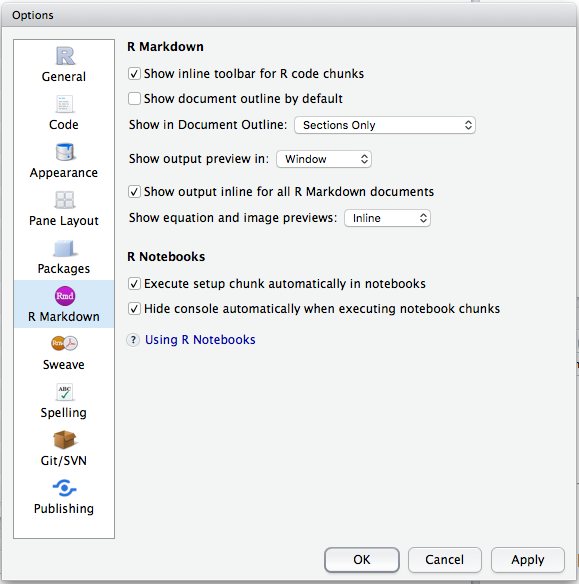 Options
R
General
Code
Appearance
Pane Layout
Packages
Rmd
R Markdown
Rnw
Sweave
ABC
Spelling
Git/SVN
Publishing
R Markdown
Show inline toolbar for R code chunks
Show document outline by default
Show in Document Outline: Sections Only
Show output preview in: Window
Show output inline for all R Markdown documents
Show equation and image previews: Inline
R Notebooks
Execute setup chunk automatically in notebooks
Hide console automatically when executing notebook chunks
? Using R Notebooks
OK Cancel Apply